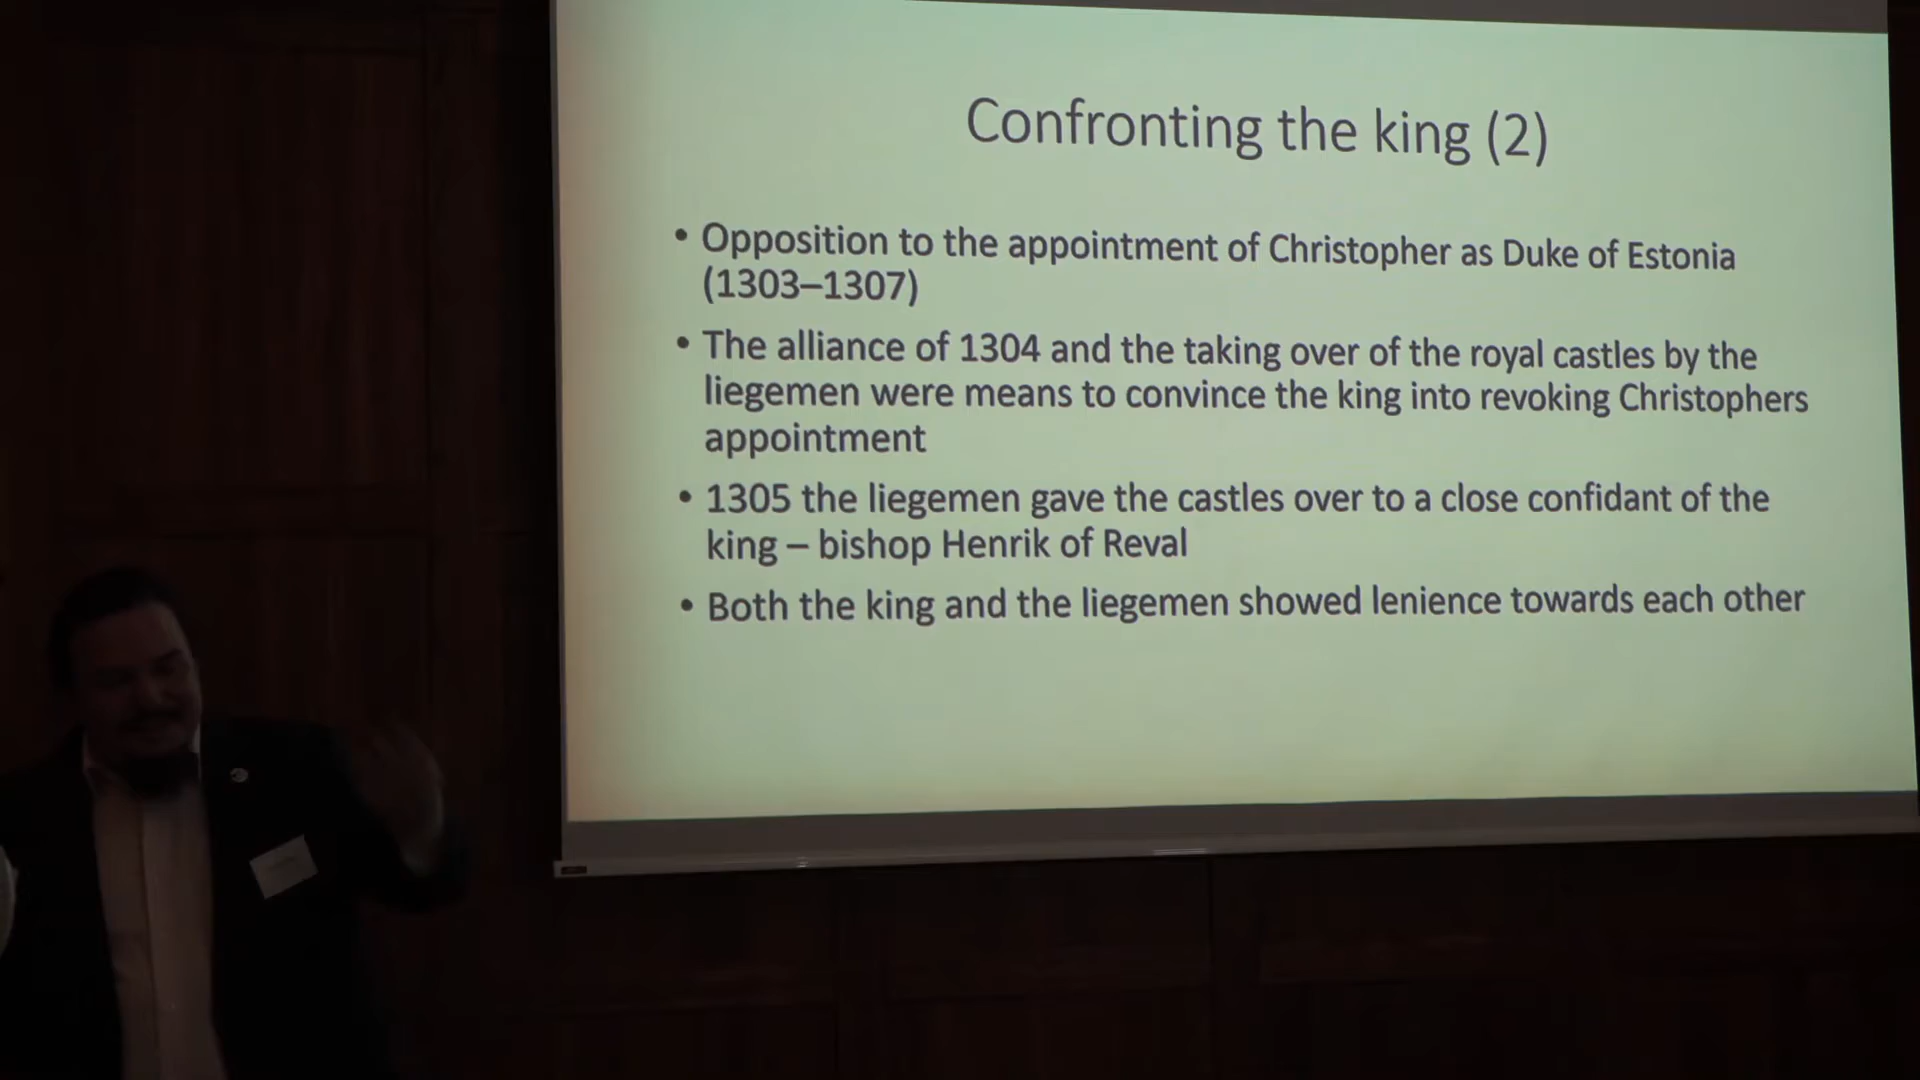 Confronting the king (2)
• Opposition to the appointment of Christopher as Duke of Estonia
(1303–1307)
• The alliance of 1304 and the taking over of the royal castles by the
liegemen were means to convince the king into revoking Christophers
appointment
• 1305 the liegemen gave the castles over to a close confidant of the
king – bishop Henrik of Reval
• Both the king and the liegemen showed lenience towards each other